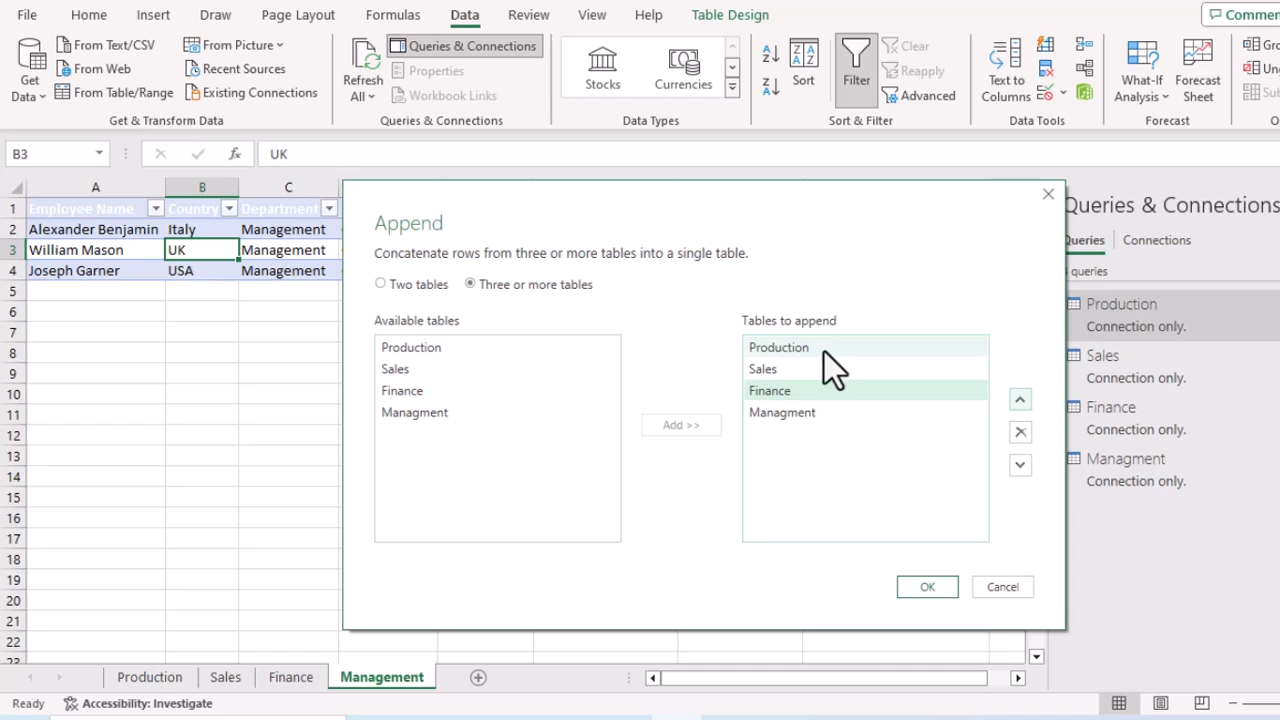 File Home Insert Draw Page Layout Formulas Data Review View Help Table Design
Get Data
From Text/CSV
From Web
From Table/Range
From Picture
Recent Sources
Existing Connections
Get & Transform Data
Refresh All
Queries & Connections
Properties
Workbook Links
Queries & Connections
Stocks
Currencies
Data Types
Sort
Filter
Clear
Reapply
Advanced
Sort & Filter
Text to Columns
Data Tools
What-If Analysis
Forecast Sheet
Forecast
B3 fx UK
A B C
1 Employee Name Country Department
2 Alexander Benjamin Italy Management
3 William Mason UK Management
4 Joseph Garner USA Management
5
6
7
8
9
10
11
12
13
14
15
16
17
18
19
20
21
22
23
Append
Concatenate rows from three or more tables into a single table.
Two tables Three or more tables
Available tables
Production
Sales
Finance
Managment
Add >>
Tables to append
Production
Sales
Finance
Managment
OK Cancel
Queries & Connections
Queries Connections
queries
Production
Connection only.
Sales
Connection only.
Finance
Connection only.
Managment
Connection only.
Production Sales Finance Management
Ready Accessibility: Investigate